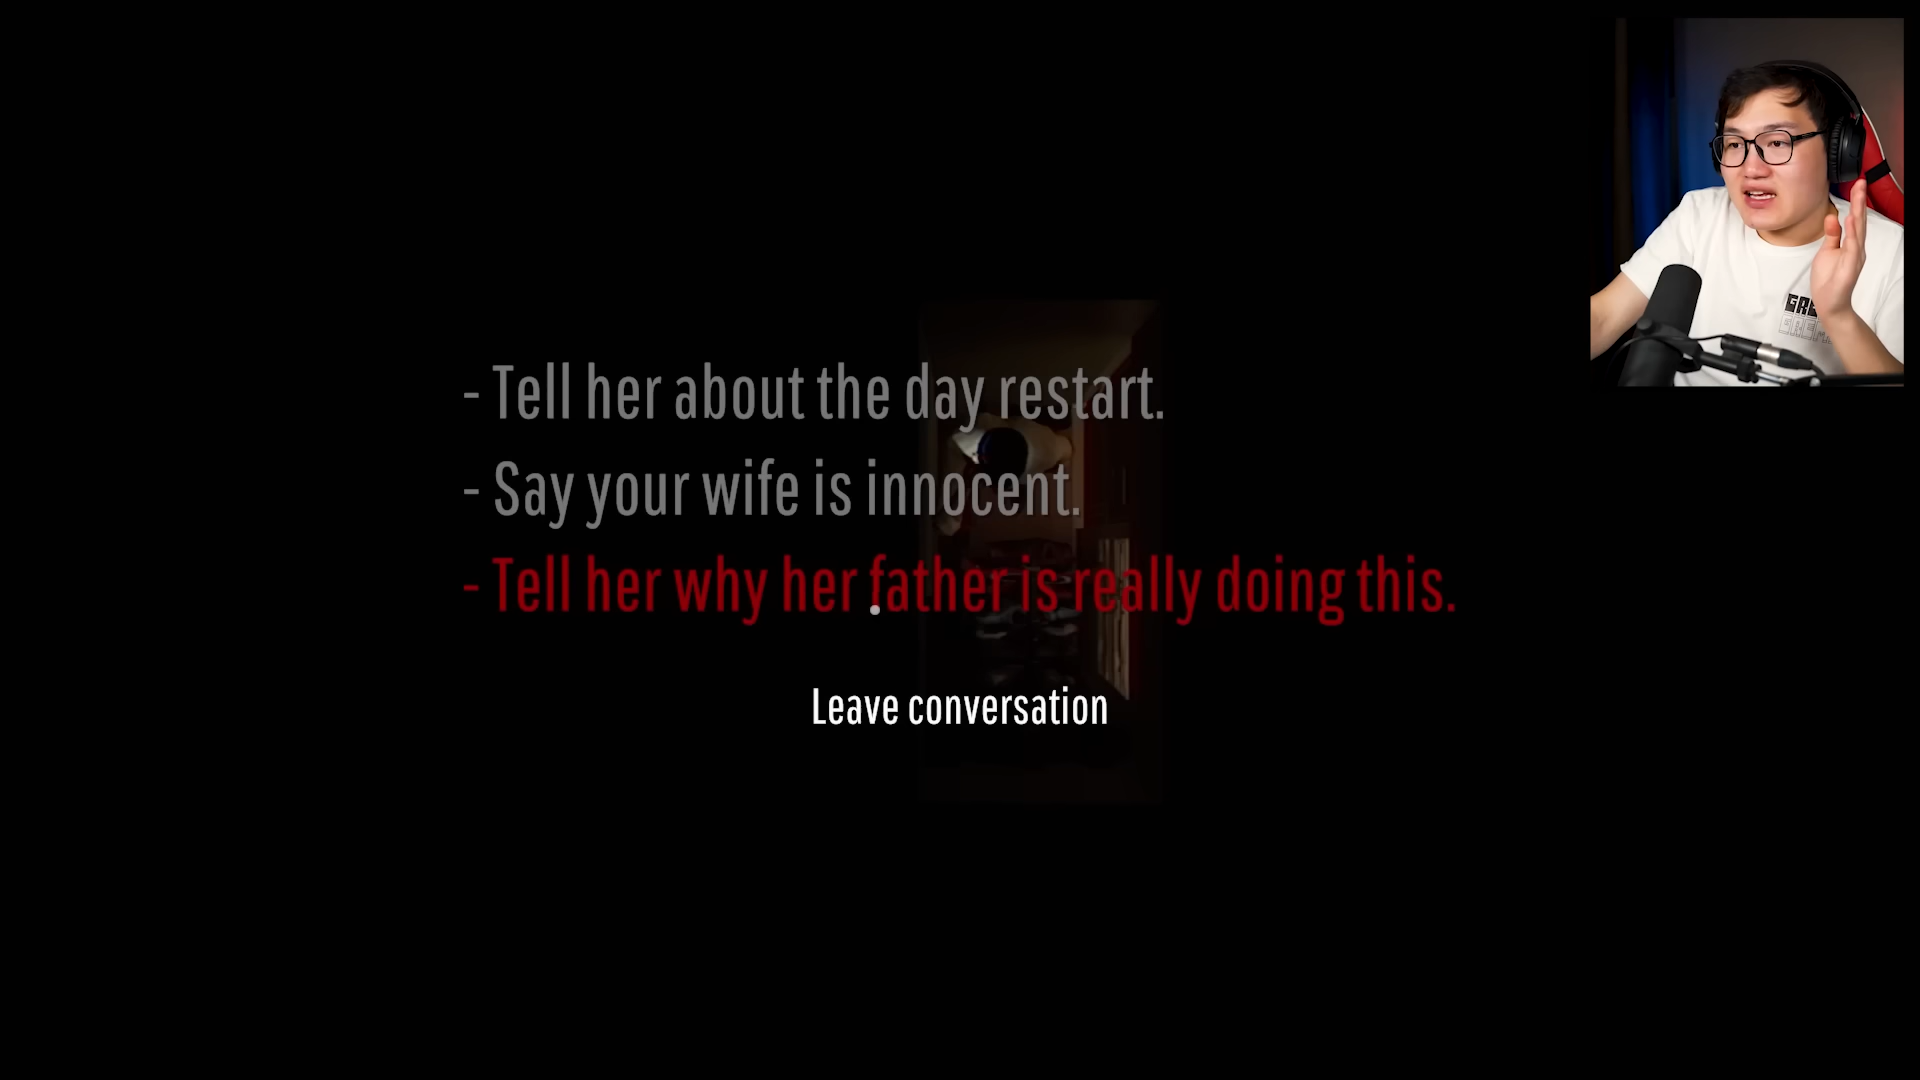 - Tell her about the day restart.
- Say your wife is innocent.
- Tell her why her father is really doing this.
Leave conversation